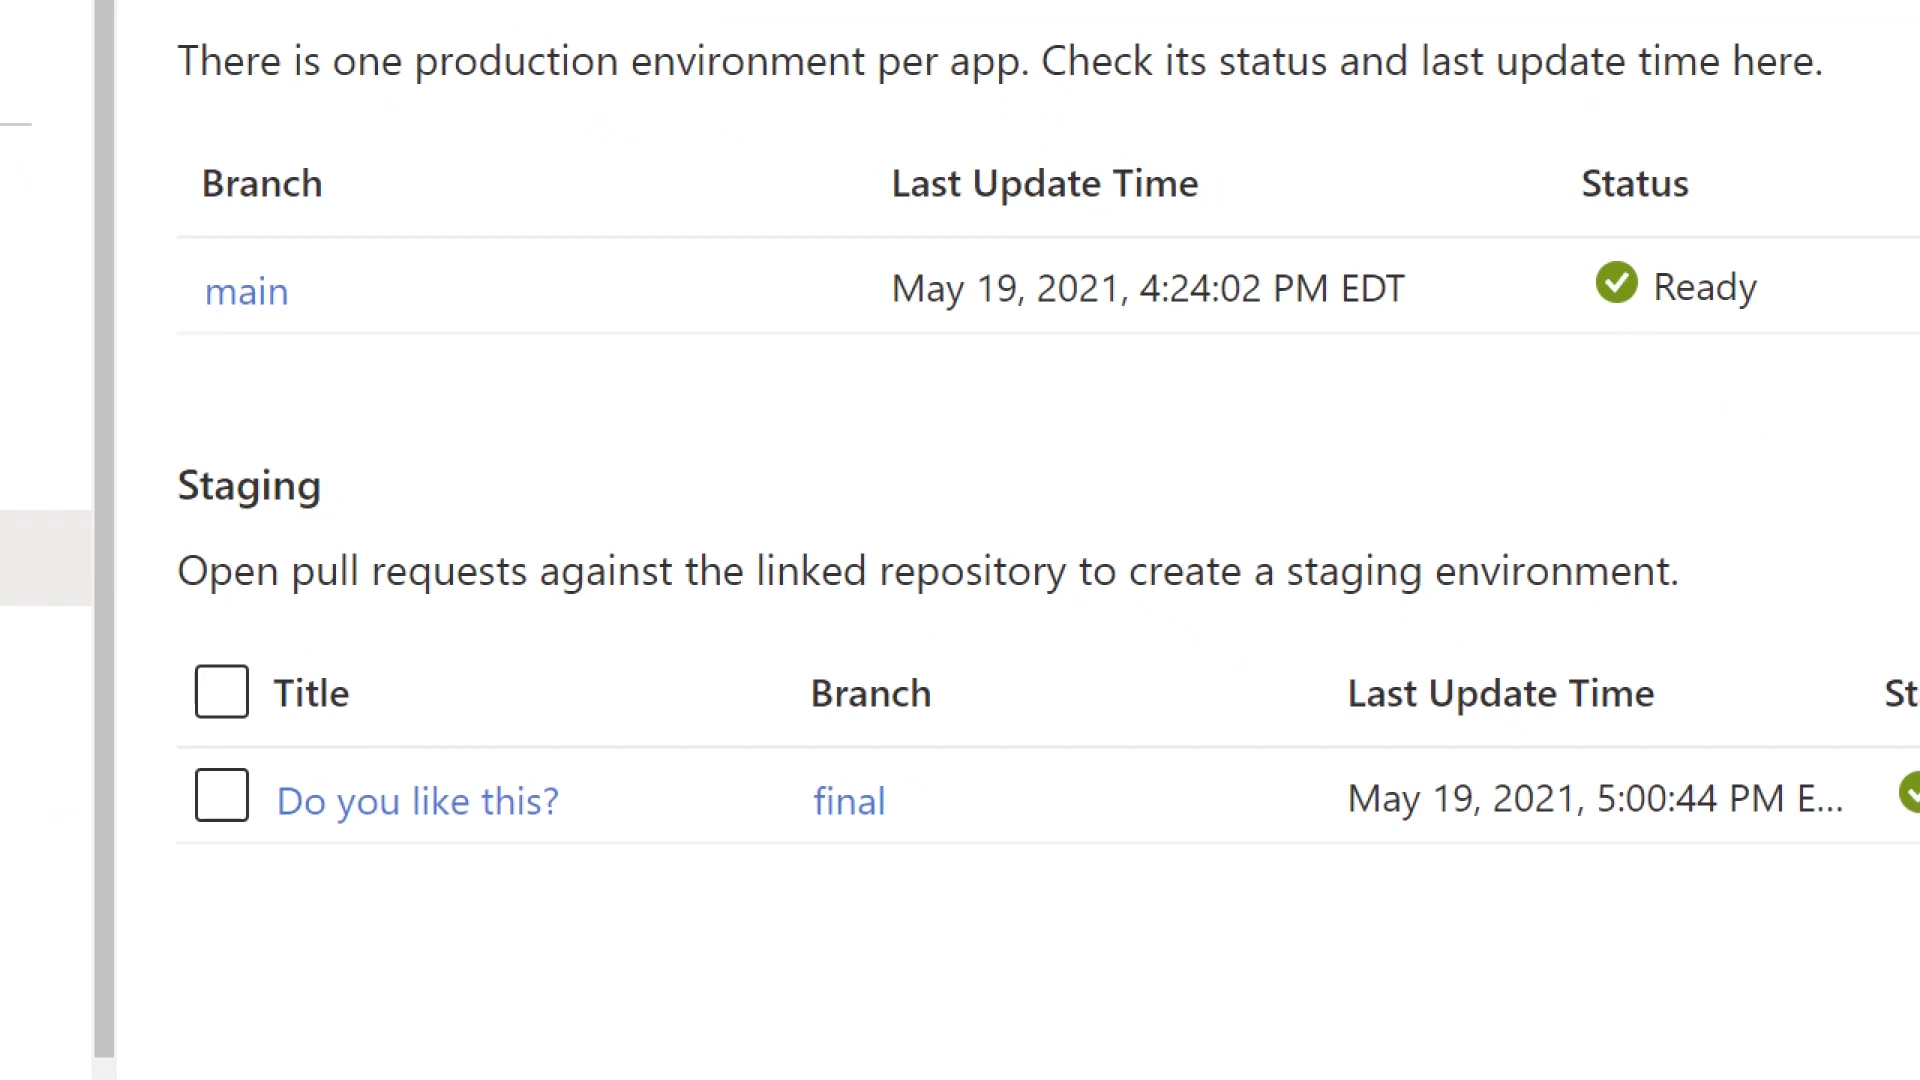 There is one production environment per app. Check its status and last update time here.
Branch Last Update Time Status
main May 19, 2021, 4:24:02 PM EDT Ready
Staging
Open pull requests against the linked repository to create a staging environment.
Title Branch Last Update Time St
Do you like this? final May 19, 2021, 5:00:44 PM E...